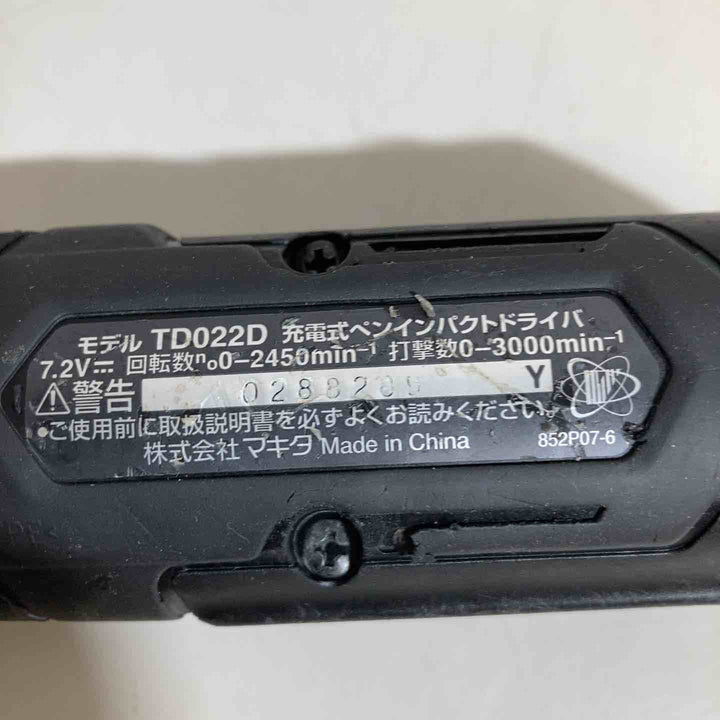 モデル TD022D 充電式ペンインパクトドライバ
7.2V⎓ 回転数n₀0-2450min⁻¹ 打撃数0-3000min⁻¹
⚠警告 Y
●ご使用前に取扱説明書を必ずよくお読みください。
株式会社 マキタ Made in China 852P07-6